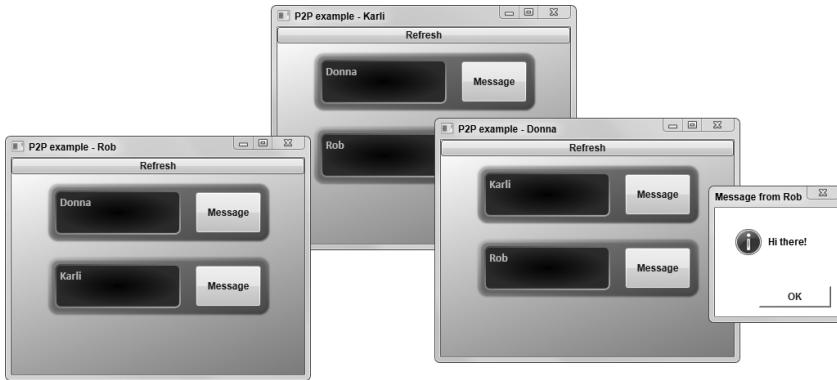 P2P example - Karli
Refresh
Donna
Message
Rob
P2P example - Rob
Refresh
Donna
Message
Karli
Message
P2P example - Donna
Refresh
Karli
Message
Rob
Message
Message from Rob
Hi there!
OK